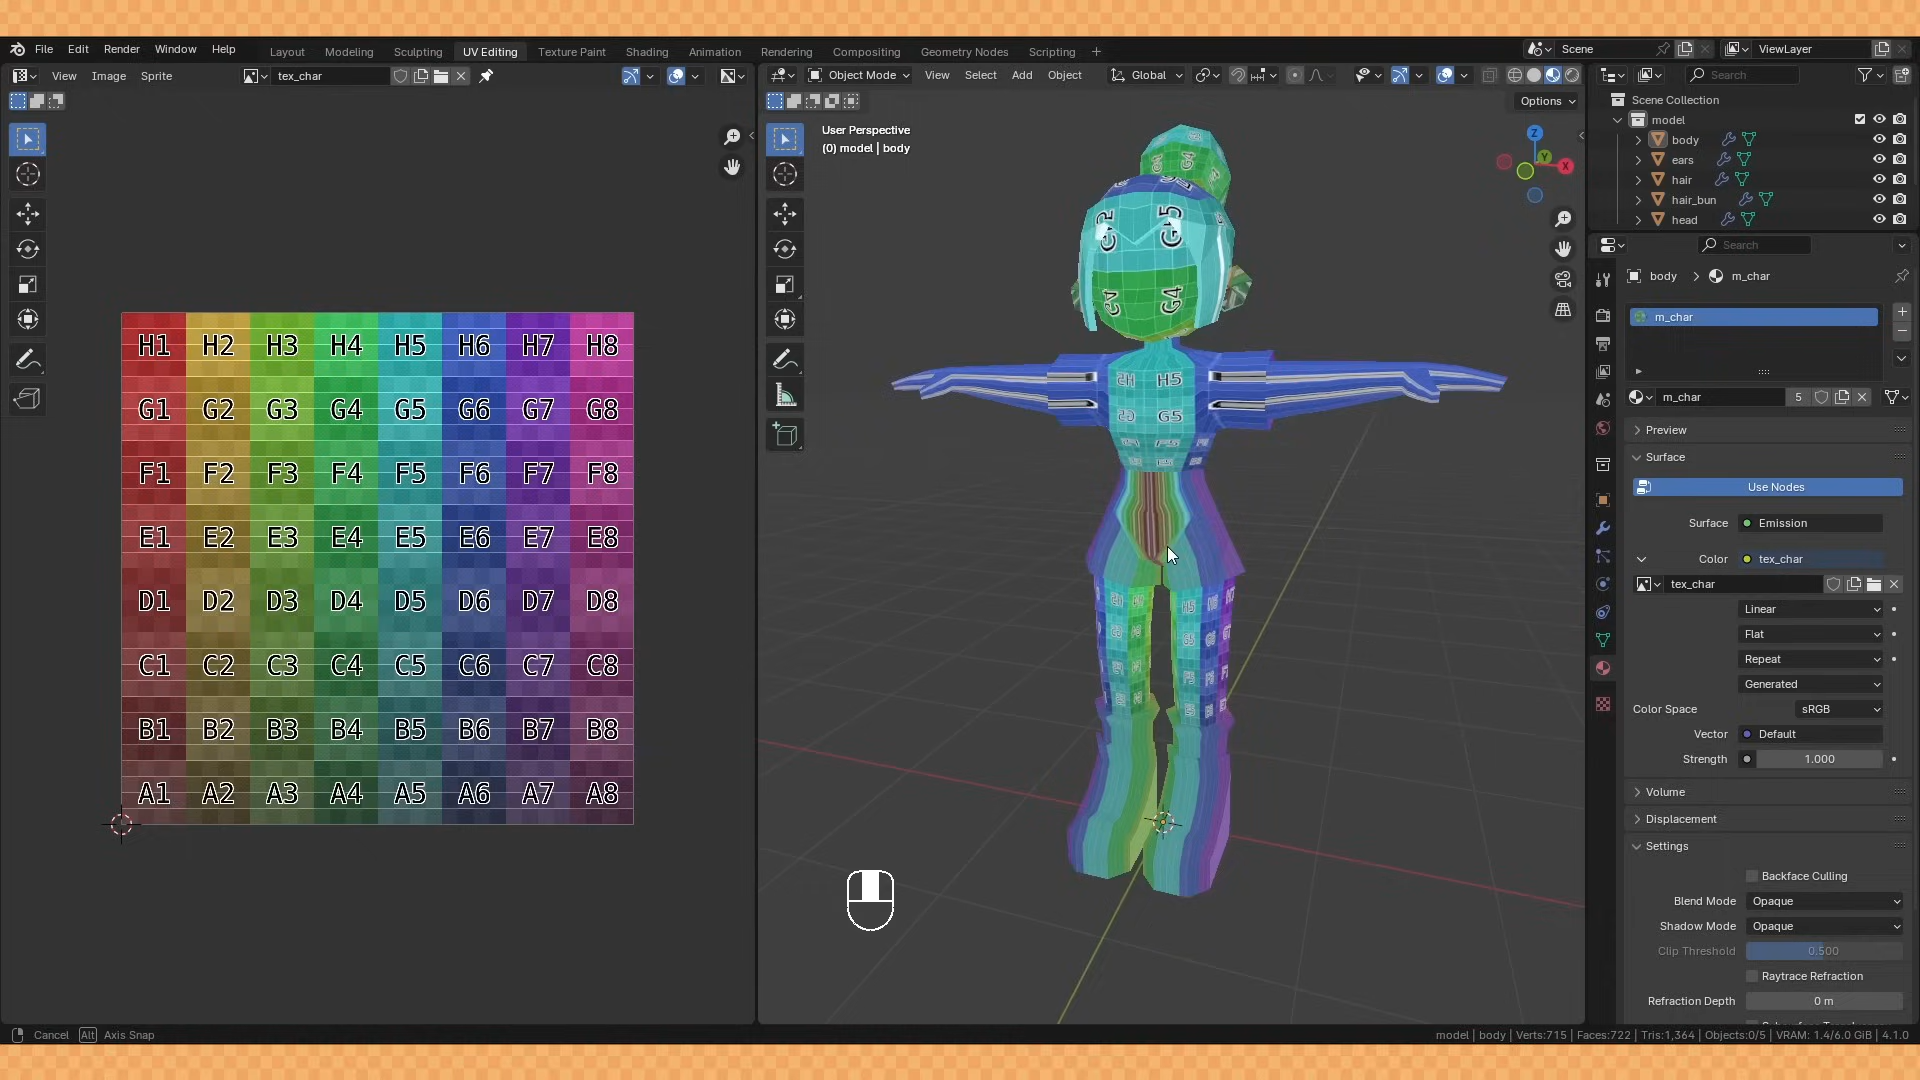 File Edit Render Window Help Layout Modeling Sculpting UV Editing Texture Paint Shading Animation Rendering Compositing Geometry Nodes Scripting + Scene ViewLayer
View Image Sprite tex_char
Object Mode View Select Add Object Global
Search
Options
User Perspective
(0) model | body
Z
Y
X
Scene Collection
model
body
ears
hair
hair_bun
head
Search
body > m_char
m_char
m_char 5
Preview
Surface
Use Nodes
Surface Emission
Color tex_char
tex_char
Linear
Flat
Repeat
Generated
Color Space sRGB
Vector Default
Strength 1.000
Volume
Displacement
Settings
Backface Culling
Blend Mode Opaque
Shadow Mode Opaque
Clip Threshold 0.500
Raytrace Refraction
Refraction Depth 0 m
H1 H2 H3 H4 H5 H6 H7 H8
G1 G2 G3 G4 G5 G6 G7 G8
F1 F2 F3 F4 F5 F6 F7 F8
E1 E2 E3 E4 E5 E6 E7 E8
D1 D2 D3 D4 D5 D6 D7 D8
C1 C2 C3 C4 C5 C6 C7 C8
B1 B2 B3 B4 B5 B6 B7 B8
A1 A2 A3 A4 A5 A6 A7 A8
G4
G5
G4
H5
G5
Cancel Alt Axis Snap
model | body | Verts:715 | Faces:722 | Tris:1,364 | Objects:0/5 | VRAM: 1.4/6.0 GiB | 4.1.0